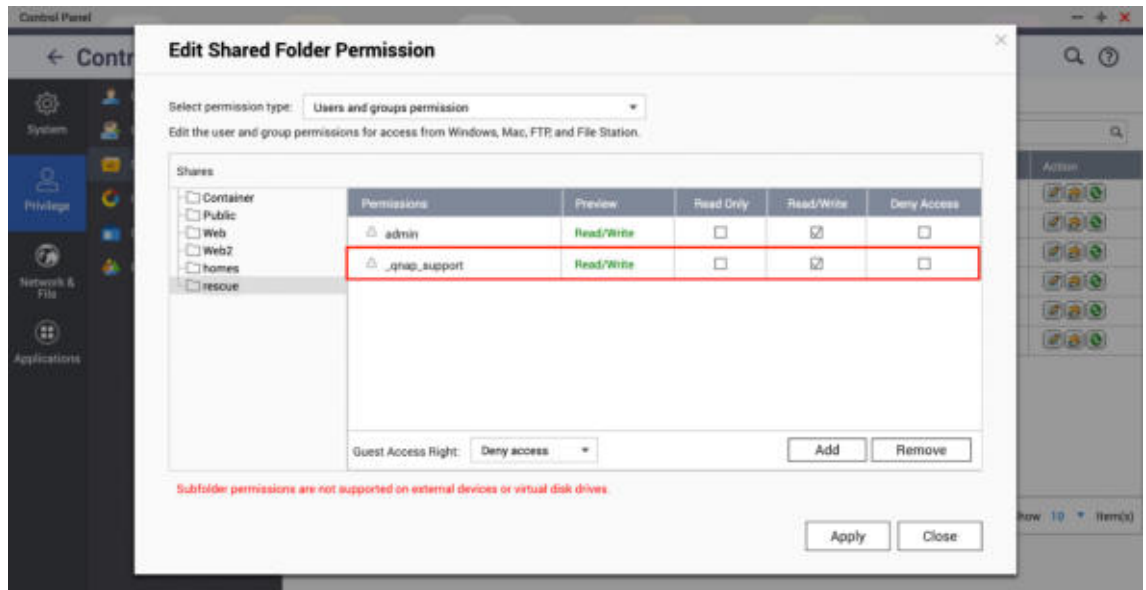 Control Panel
Edit Shared Folder Permission
Contr
Select permission type: Users and groups permission
Edit the user and group permissions for access from Windows, Mac, FTP, and File Station.
System
Shares
Action
Privilege
Container
Public
Web
Web2
homes
rescue
Permissions Preview Read Only Read/Write Deny Access
admin Read/Write
_qnap_support Read/Write
Network & File
Applications
Guest Access Right: Deny access
Add Remove
Subfolder permissions are not supported on external devices or virtual disk drives.
how 10 Item(s)
Apply Close